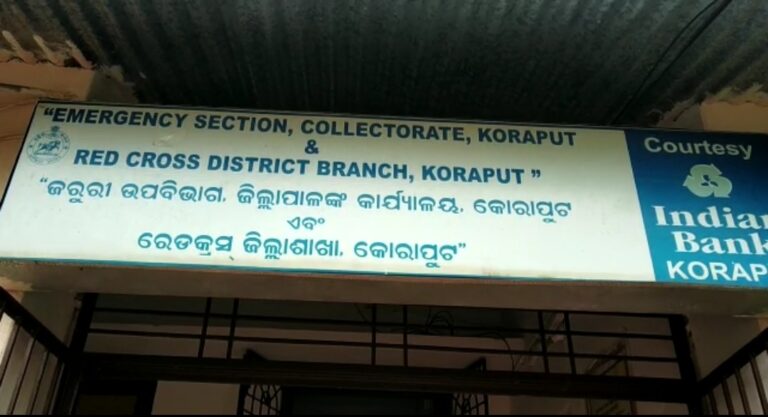 “EMERGENCY SECTION, COLLECTORATE, KORAPUT
&
RED CROSS DISTRICT BRANCH, KORAPUT ”
“ଜରୁରୀ ଉପବିଭାଗ, ଜିଲ୍ଲାପାଳଙ୍କ କାର୍ଯ୍ୟାଳୟ, କୋରାପୁଟ
ଏବଂ
ରେଡକ୍ରସ୍ ଜିଲ୍ଲାଶାଖା, କୋରାପୁଟ”
Courtesy
Indian
Bank
KORAP